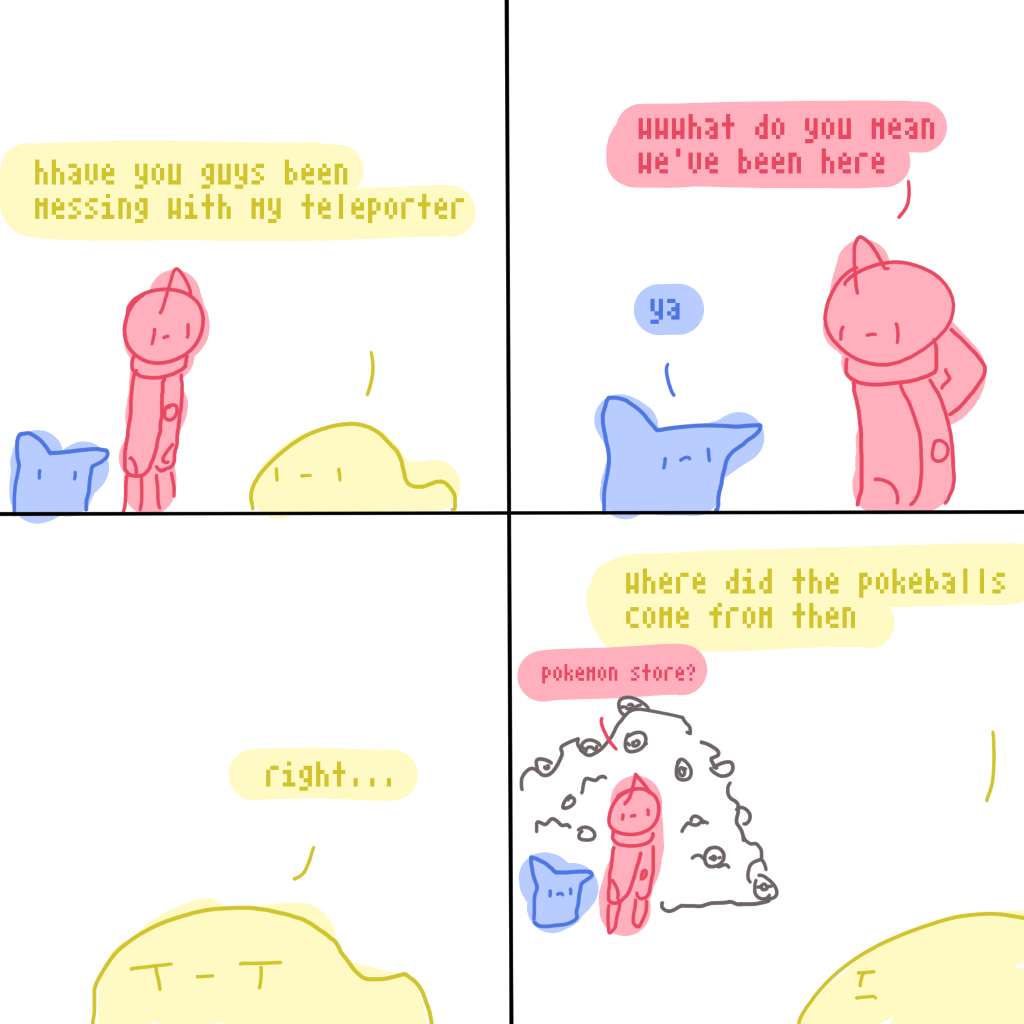 hhave you guys been
messing with my teleporter
wwwhat do you mean
we've been here
ya
right...
where did the pokeballs
come from then
pokemon store?